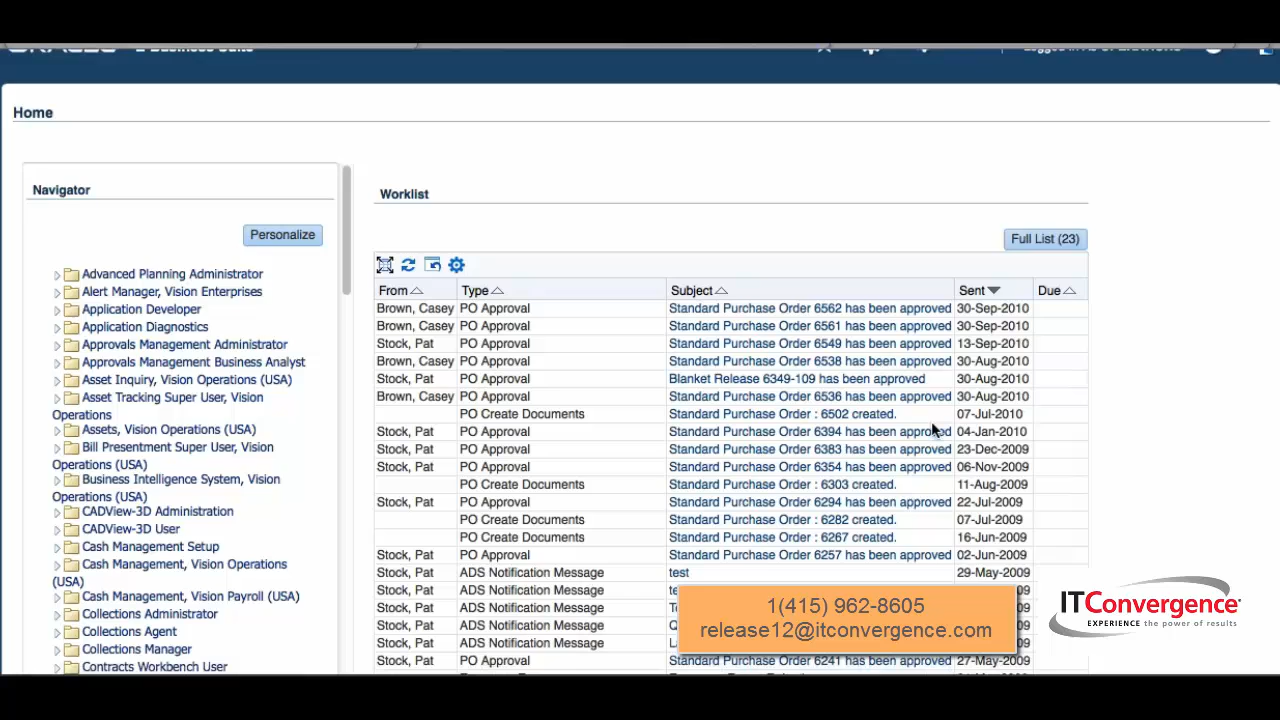 Home
Navigator
Personalize
Advanced Planning Administrator
Alert Manager, Vision Enterprises
Application Developer
Application Diagnostics
Approvals Management Administrator
Approvals Management Business Analyst
Asset Inquiry, Vision Operations (USA)
Asset Tracking Super User, Vision
Operations
Assets, Vision Operations (USA)
Bill Presentment Super User, Vision
Operations (USA)
Business Intelligence System, Vision
Operations (USA)
CADView-3D Administration
CADView-3D User
Cash Management Setup
Cash Management, Vision Operations
(USA)
Cash Management, Vision Payroll (USA)
Collections Administrator
Collections Agent
Collections Manager
Contracts Workbench User
Worklist
Full List (23)
From Type Subject Sent Due
Brown, Casey PO Approval Standard Purchase Order 6562 has been approved 30-Sep-2010
Brown, Casey PO Approval Standard Purchase Order 6561 has been approved 30-Sep-2010
Stock, Pat PO Approval Standard Purchase Order 6549 has been approved 13-Sep-2010
Brown, Casey PO Approval Standard Purchase Order 6538 has been approved 30-Aug-2010
Stock, Pat PO Approval Blanket Release 6349-109 has been approved 30-Aug-2010
Brown, Casey PO Approval Standard Purchase Order 6536 has been approved 30-Aug-2010
PO Create Documents Standard Purchase Order : 6502 created. 07-Jul-2010
Stock, Pat PO Approval Standard Purchase Order 6394 has been approved 04-Jan-2010
Stock, Pat PO Approval Standard Purchase Order 6383 has been approved 23-Dec-2009
Stock, Pat PO Approval Standard Purchase Order 6354 has been approved 06-Nov-2009
PO Create Documents Standard Purchase Order : 6303 created. 11-Aug-2009
Stock, Pat PO Approval Standard Purchase Order 6294 has been approved 22-Jul-2009
PO Create Documents Standard Purchase Order : 6282 created. 07-Jul-2009
PO Create Documents Standard Purchase Order : 6267 created. 16-Jun-2009
Stock, Pat PO Approval Standard Purchase Order 6257 has been approved 02-Jun-2009
Stock, Pat ADS Notification Message test 29-May-2009
Stock, Pat ADS Notification Message
Stock, Pat ADS Notification Message
Stock, Pat ADS Notification Message
Stock, Pat ADS Notification Message
Stock, Pat PO Approval Standard Purchase Order 6241 has been approved 27-May-2009
1(415) 962-8605
release12@itconvergence.com
ITConvergence
EXPERIENCE the power of results